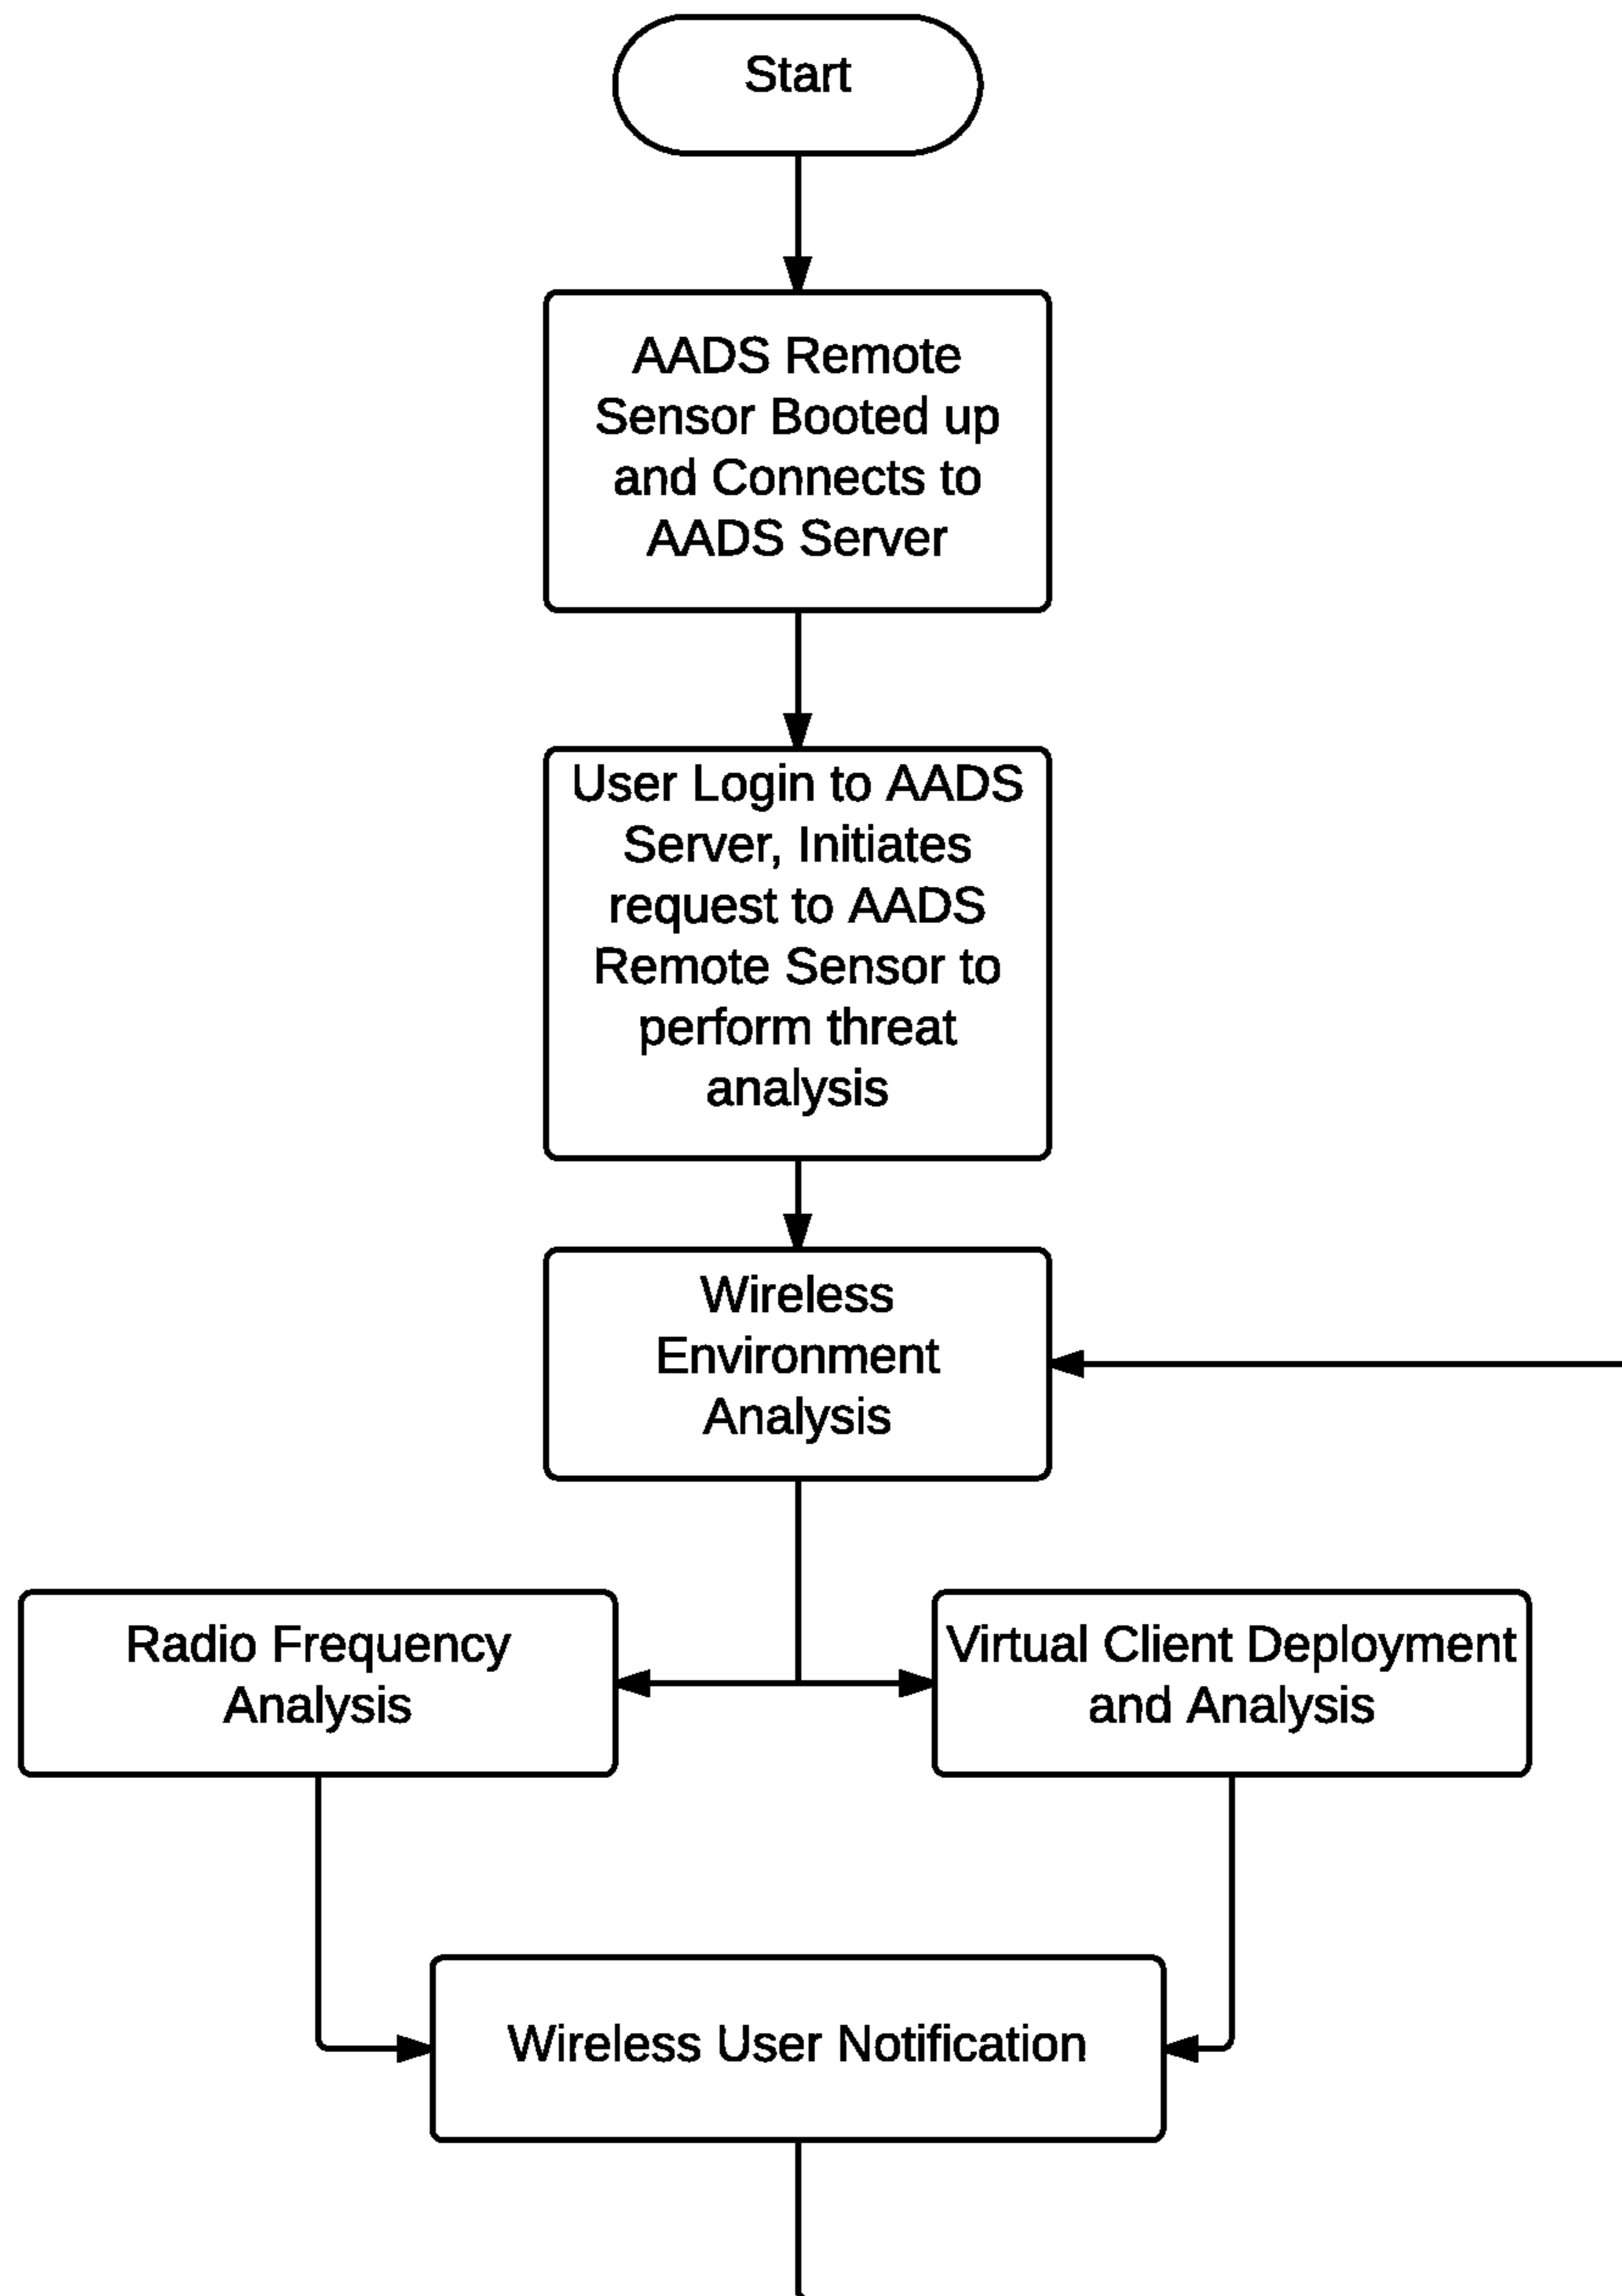 Start
AADS Remote
Sensor Booted up
and Connects to
AADS Server
User Login to AADS
Server, Initiates
request to AADS
Remote Sensor to
perform threat
analysis
Wireless
Environment
Analysis
Radio Frequency
Analysis
Virtual Client Deployment
and Analysis
Wireless User Notification